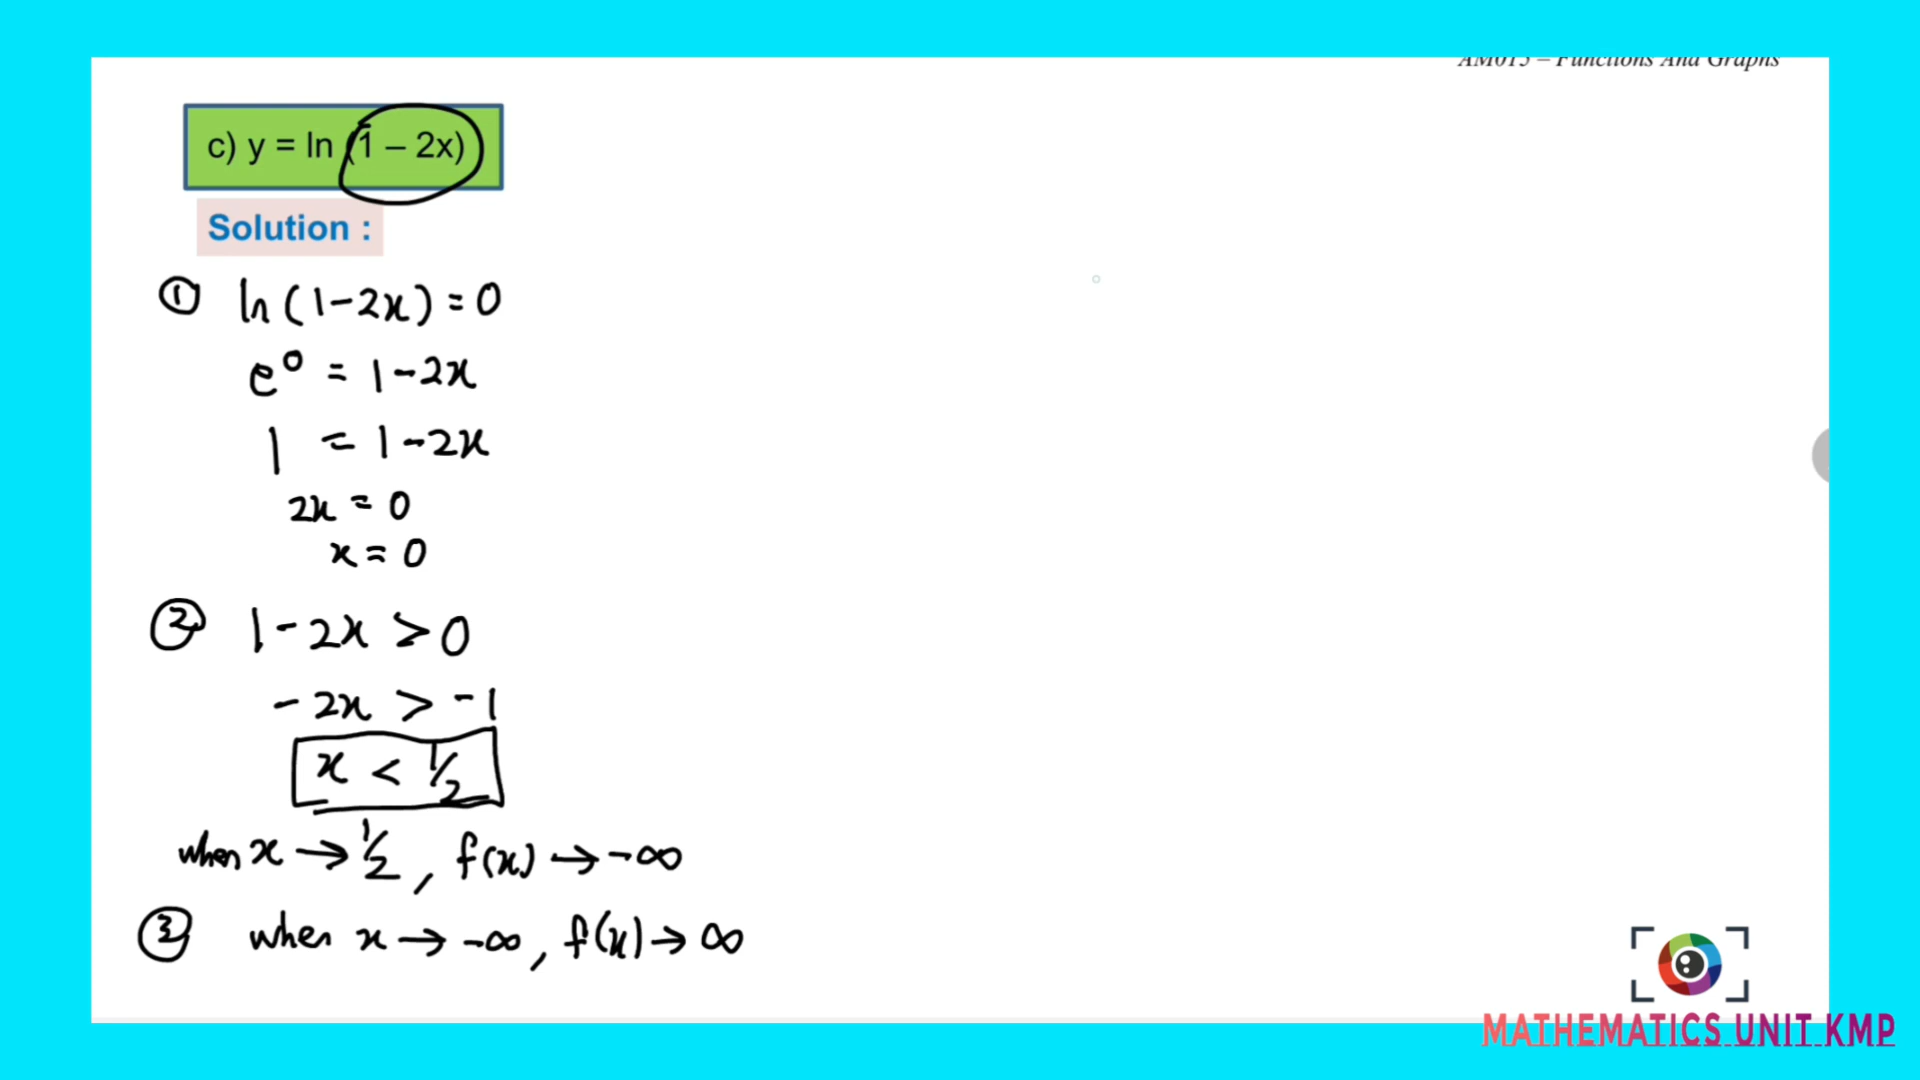 AM015 – Functions And Graphs
c) y = ln (1 – 2x)
Solution :
① ln(1-2x)=0
e⁰ = 1-2x
1 = 1-2x
2x = 0
x = 0
② 1-2x > 0
-2x > -1
x < 1/2
when x → 1/2, f(x) → -∞
③ when x → -∞, f(x) → ∞
MATHEMATICS UNIT KMP